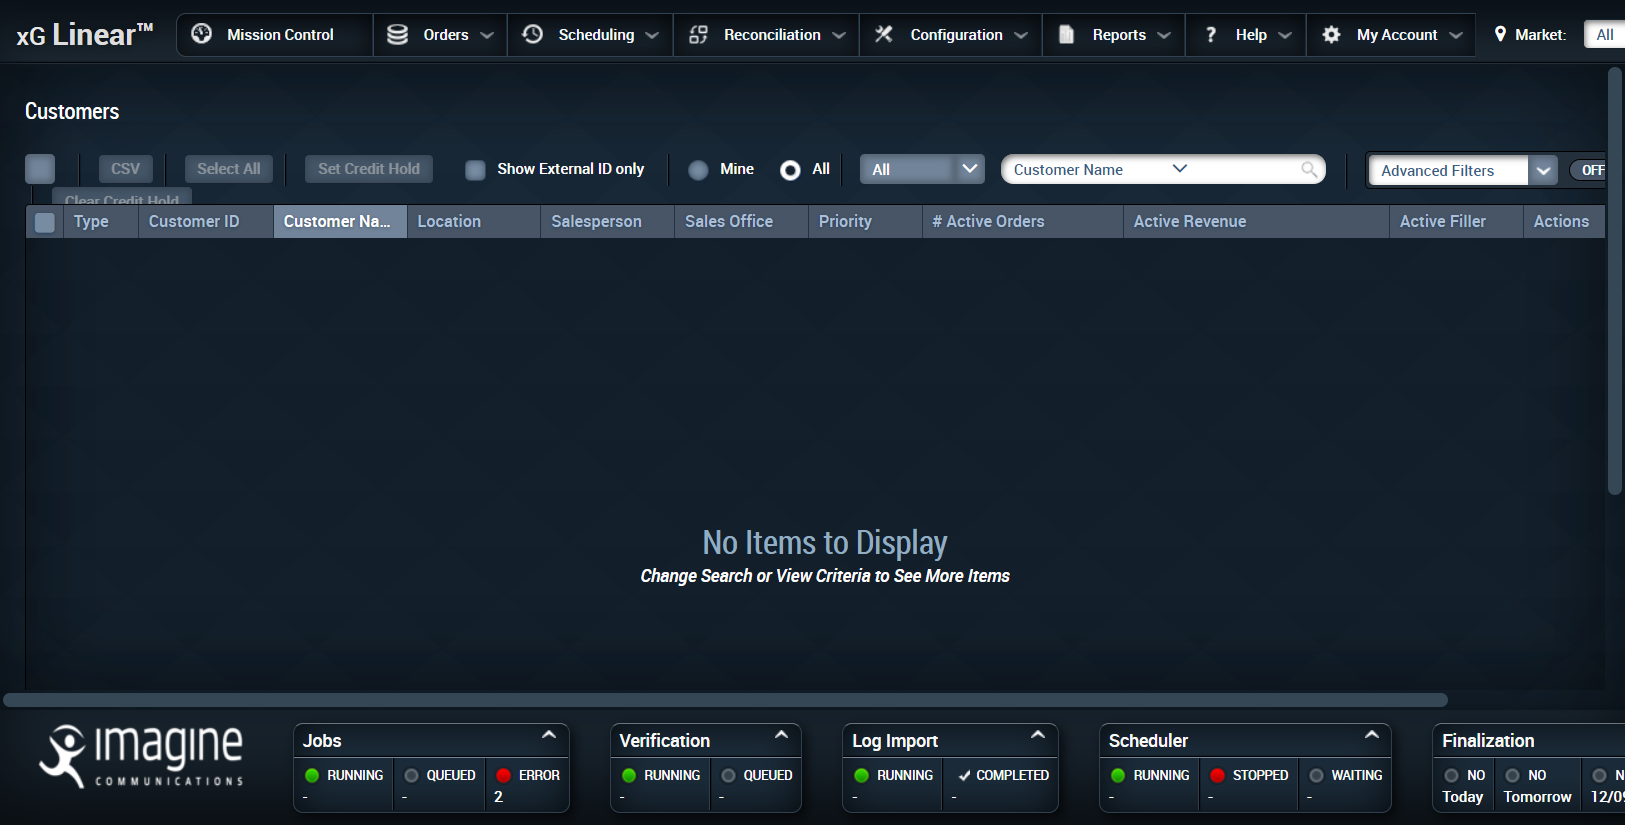 xG Linear™ Mission Control Orders Scheduling Reconciliation Configuration Reports ? Help My Account Market: All
Customers
CSV Select All Set Credit Hold Show External ID only Mine All All Customer Name Advanced Filters OFF
Clear Credit Hold
Type Customer ID Customer Na... Location Salesperson Sales Office Priority # Active Orders Active Revenue Active Filler Actions
No Items to Display
Change Search or View Criteria to See More Items
imagine
COMMUNICATIONS
Jobs
RUNNING QUEUED ERROR
- - 2
Verification
RUNNING QUEUED
- -
Log Import
RUNNING COMPLETED
- -
Scheduler
RUNNING STOPPED WAITING
- - -
Finalization
NO NO N
Today Tomorrow 12/09